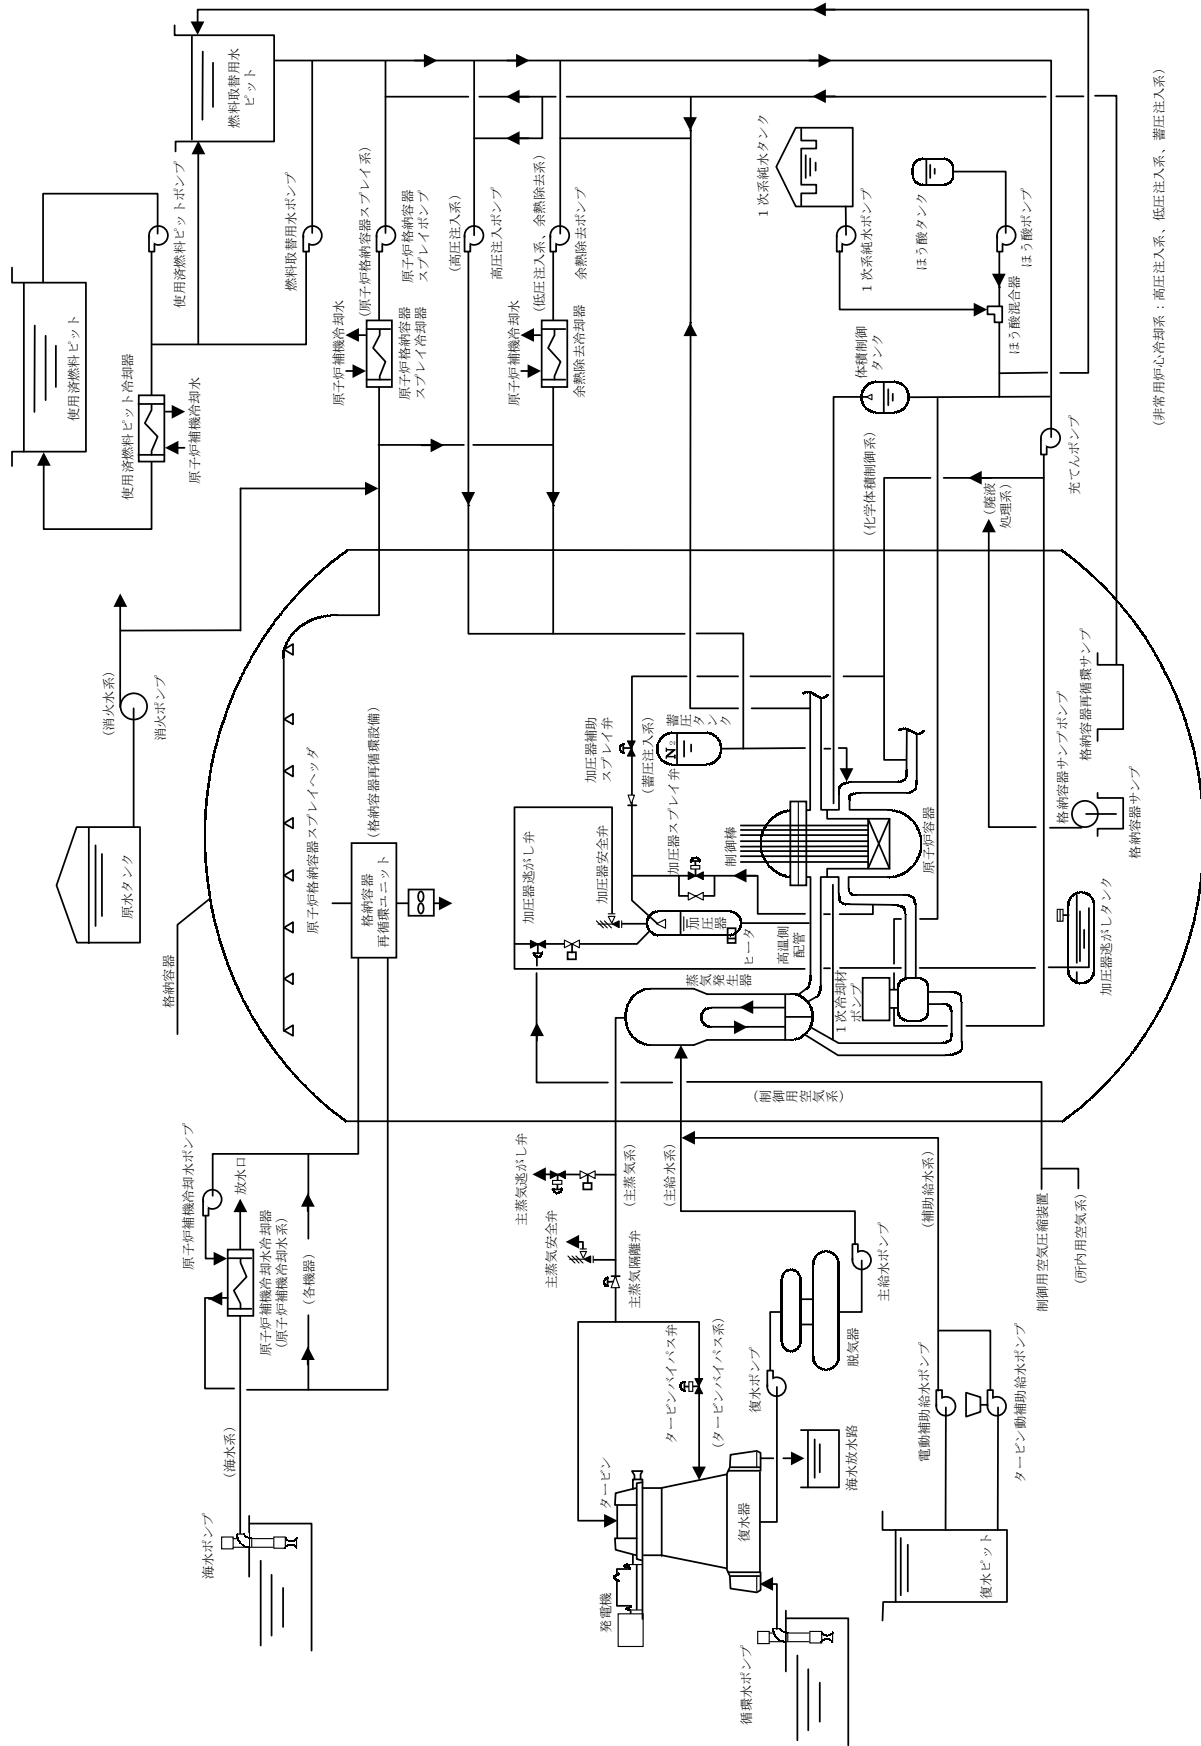 使用済燃料ピット
使用済燃料ピット冷却器
原子炉補機冷却水
使用済燃料ピットポンプ
燃料取替用水
ピット
燃料取替用水ポンプ
(原子炉格納容器スプレイ系)
原子炉格納容器
スプレイポンプ
原子炉補機冷却水
原子炉格納容器
スプレイ冷却器
(高圧注入系)
高圧注入ポンプ
(低圧注入系、余熱除去系)
余熱除去ポンプ
原子炉補機冷却水
余熱除去冷却器
1次系純水タンク
1次系純水ポンプ
ほう酸タンク
ほう酸ポンプ
ほう酸混合器
体積制御
タンク
(化学体積制御系)
充てんポンプ
(廃液
処理系)
(非常用炉心冷却系:高圧注入系、低圧注入系、蓄圧注入系)
(消火水系)
消火ポンプ
原水タンク
格納容器
原子炉格納容器スプレイヘッダ
(格納容器再循環設備)
格納容器
再循環ユニット
加圧器補助
スプレイ弁
(蓄圧注入系)
蓄圧
タンク
N₂
加圧器スプレイ弁
加圧器逃がし弁
加圧器安全弁
制御棒
原子炉容器
加圧器
ヒータ
高温側
配管
蒸気
発生
器
1次冷却材
ポンプ
格納容器再循環サンプ
格納容器サンプポンプ
格納容器サンプ
加圧器逃がしタンク
(制御用空気系)
原子炉補機冷却水ポンプ
放水口
原子炉補機冷却水冷却器
(原子炉補機冷却水系)
(各機器)
(海水系)
海水ポンプ
主蒸気逃がし弁
主蒸気安全弁
主蒸気隔離弁
(主蒸気系)
(主給水系)
(補助給水系)
制御用空気圧縮装置
(所内用空気系)
主給水ポンプ
脱気器
復水ポンプ
タービンバイパス弁
(タービンバイパス系)
タービン
発電機
復水器
海水放水路
循環水ポンプ
電動補助給水ポンプ
タービン動補助給水ポンプ
復水ピット